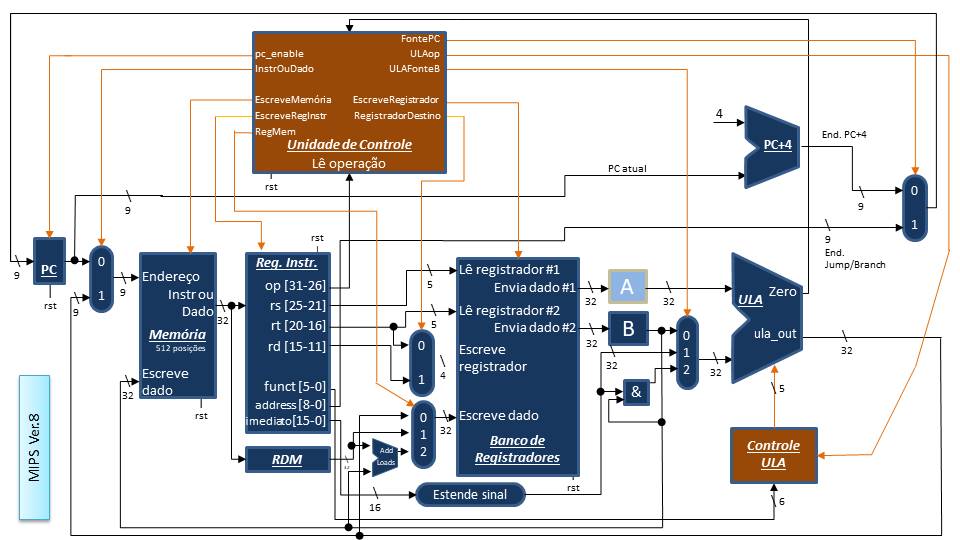 FontePC
pc_enable
ULAop
InstrOuDado
ULAFonteB
EscreveMemória
EscreveRegistrador
EscreveRegInstr
RegistradorDestino
RegMem
Unidade de Controle
Lê operação
rst
4
PC+4
End. PC+4
PC atual
9
9
0
1
9
End.
Jump/Branch
PC
9
rst
0
1
9
9
Endereço
Instr ou
Dado
Memória
512 posições
Escreve
dado
32
32
rst
rst
Reg. Instr.
op [31-26]
rs [25-21]
rt [20-16]
rd [15-11]
funct [5-0]
address [8-0]
imediato[15-0]
RDM
5
5
0
1
4
0
1
2
32
Add
Loads
12
16
Estende sinal
Lê registrador #1
Envia dado #1
Lê registrador #2
Envia dado #2
Escreve
registrador
Escreve dado
Banco de
Registradores
rst
32
A
32
32
B
32
&
0
1
2
32
ULA
Zero
ula_out
32
5
Controle
ULA
6
MIPS Ver.8